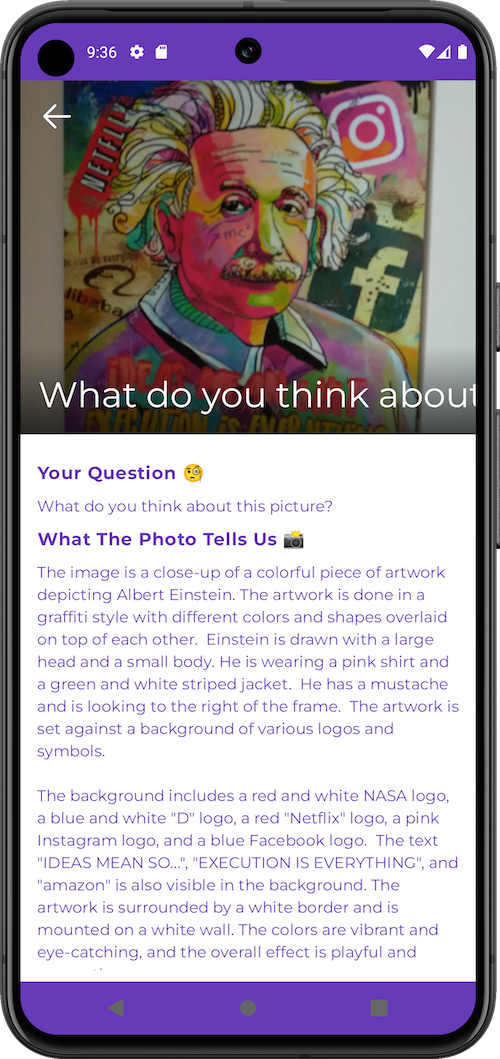 9:36
NETFLIX
mc²
What do you think about
EXECUTION IS EVERYTHING
Your Question 🧐
What do you think about this picture?
What The Photo Tells Us 📸
The image is a close-up of a colorful piece of artwork
depicting Albert Einstein. The artwork is done in a
graffiti style with different colors and shapes overlaid
on top of each other.  Einstein is drawn with a large
head and a small body. He is wearing a pink shirt and
a green and white striped jacket.  He has a mustache
and is looking to the right of the frame.  The artwork is
set against a background of various logos and
symbols.
The background includes a red and white NASA logo,
a blue and white "D" logo, a red "Netflix" logo, a pink
Instagram logo, and a blue Facebook logo.  The text
"IDEAS MEAN SO...", "EXECUTION IS EVERYTHING", and
"amazon" is also visible in the background. The
artwork is surrounded by a white border and is
mounted on a white wall. The colors are vibrant and
eye-catching, and the overall effect is playful and